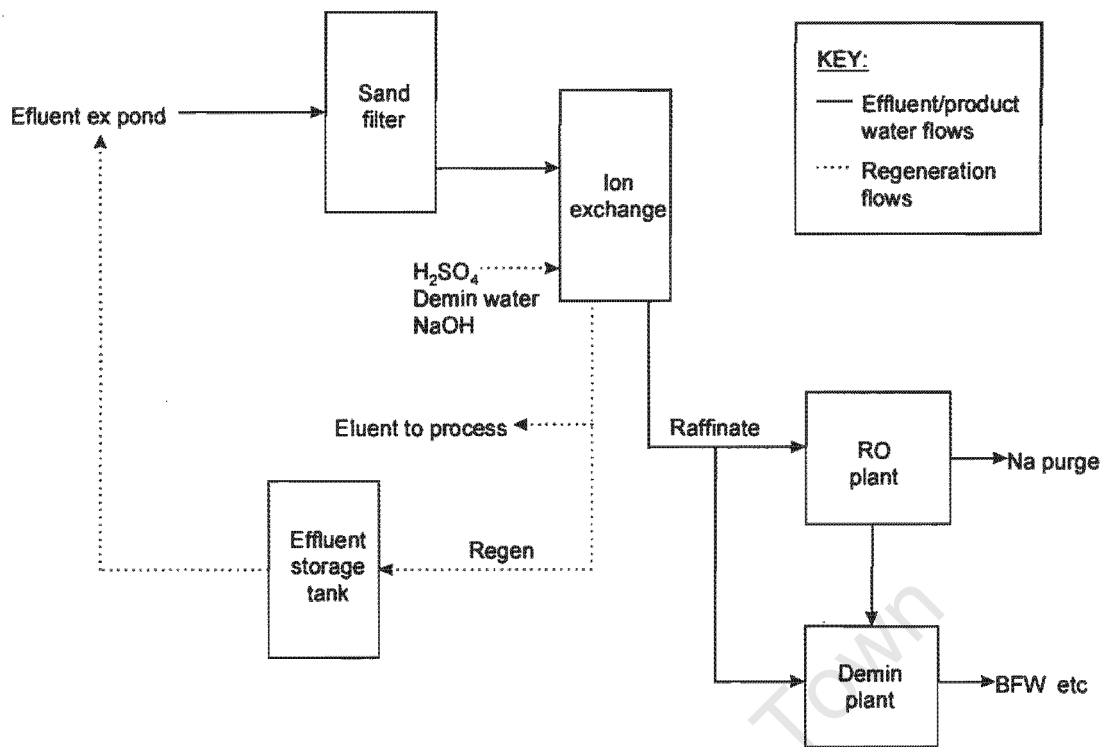 Efluent ex pond
Sand
filter
Ion
exchange
KEY:
Effluent/product
water flows
Regeneration
flows
H₂SO₄
Demin water
NaOH
Eluent to process
Raffinate
RO
plant
Na purge
Effluent
storage
tank
Regen
Demin
plant
BFW etc
Town